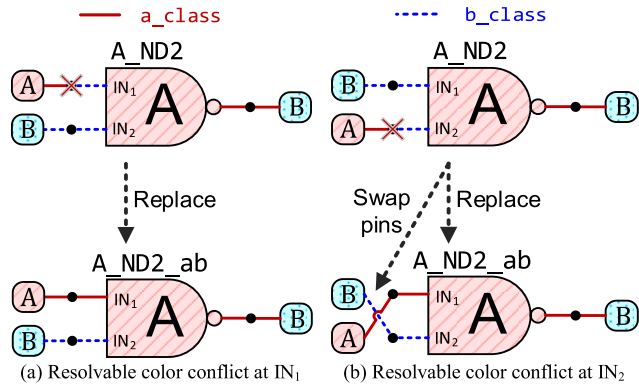 a_class b_class
A_ND2 A_ND2
A IN1 A B B IN1 A B
B IN2 A IN2
Replace Swap pins Replace
A_ND2_ab A_ND2_ab
A IN1 A B B IN1 A B
B IN2 A IN2
(a) Resolvable color conflict at IN1 (b) Resolvable color conflict at IN2